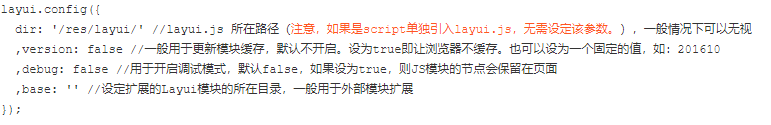 layui.config({
  dir: '/res/layui/' //layui.js 所在路径（注意，如果是script单独引入layui.js，无需设定该参数。），一般情况下可以无视
  ,version: false //一般用于更新模块缓存，默认不开启。设为true即让浏览器不缓存。也可以设为一个固定的值，如：201610
  ,debug: false //用于开启调试模式，默认false，如果设为true，则JS模块的节点会保留在页面
  ,base: '' //设定扩展的Layui模块的所在目录，一般用于外部模块扩展
});